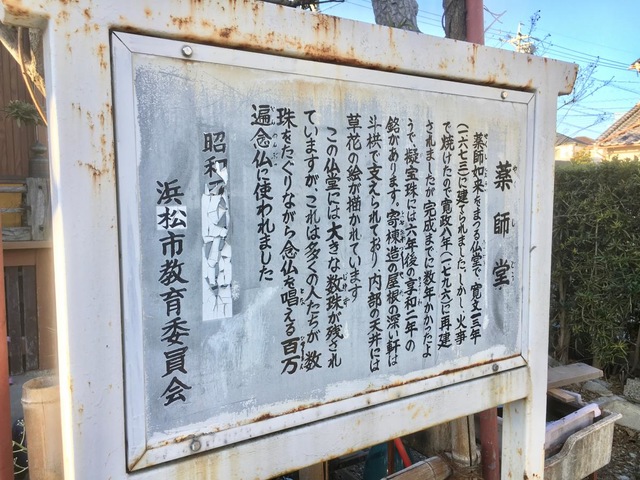 薬師堂
薬師如来をまつる仏堂で、寛文十三年
(一六七三)に建てられました。しかし、火事
で焼けたので寛政八年(一七九六)に再建
されましたが完成までに数年かかったよ
うで擬宝珠には六年後の享和二年の
銘があります。寄棟造の屋根の深い軒は
斗栱で支えられており、内部の天井には
草花の絵が描かれています
この仏堂には大きな数珠が残され
ていますが、これは多くの人たちが、数
珠をたぐりながら念仏を唱える百万
遍念仏に使われました
昭和
浜松市教育委員会